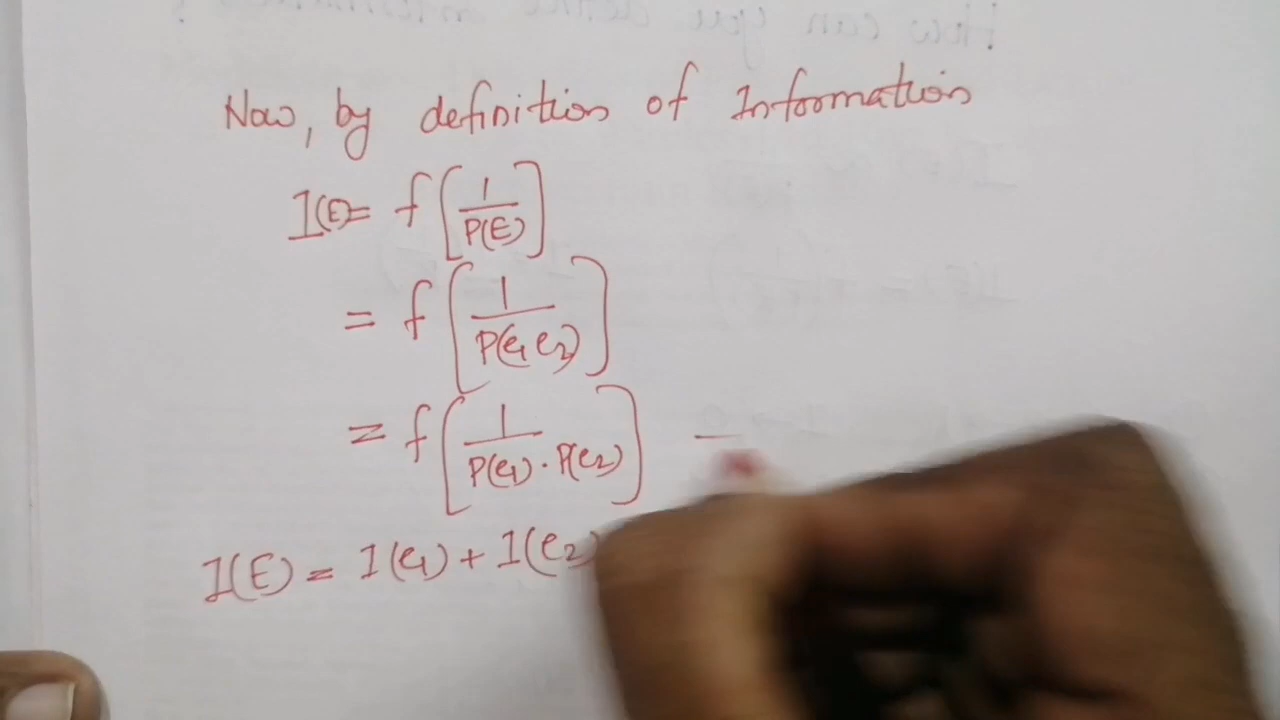 Now, by definition of Information
I(E)= f[1/P(E)]
= f[1/P(e1 e2)]
= f[1/P(e1) · P(e2)] —
I(E) = I(e1) + I(e2)